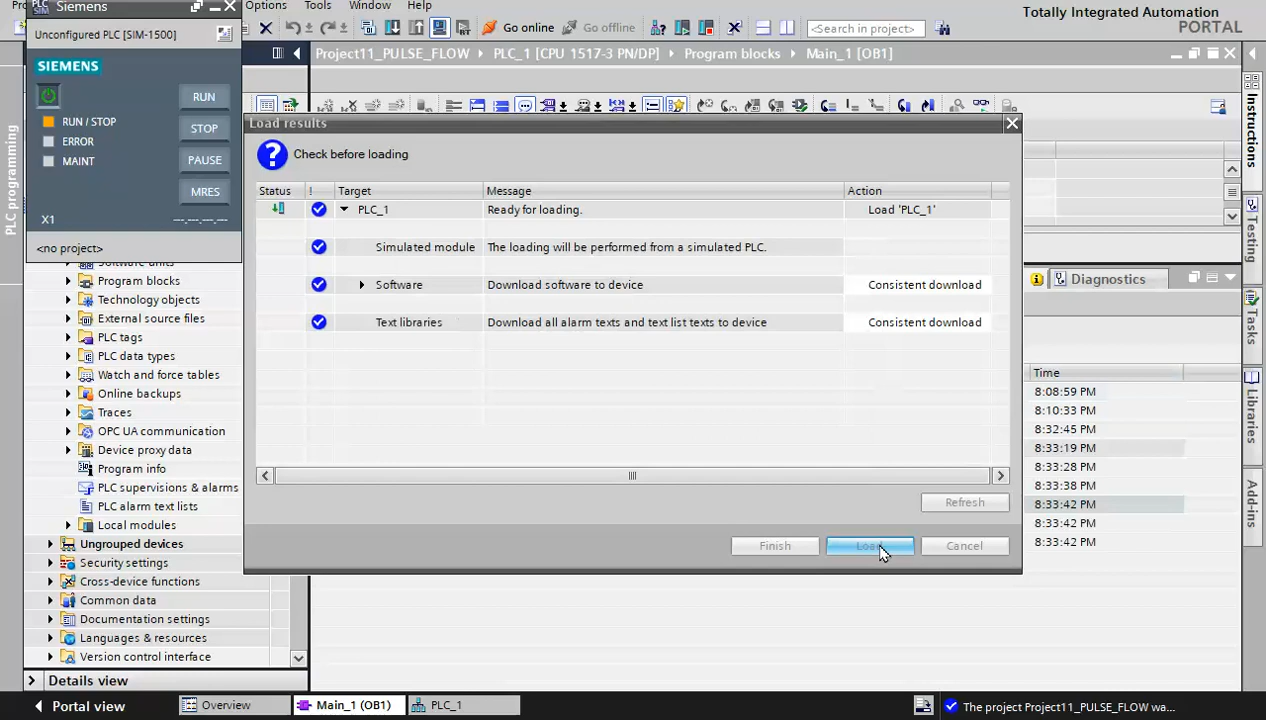 Siemens
Options Tools Window Help
Totally Integrated Automation
PORTAL
Unconfigured PLC [SIM-1500]
Go online Go offline <Search in project>
SIEMENS
Project11_PULSE_FLOW PLC_1 [CPU 1517-3 PN/DP] Program blocks Main_1 [OB1]
RUN
RUN / STOP
STOP
ERROR
MAINT
PAUSE
MRES
X1
<no project>
PLC programming
Load results
Check before loading
Status ! Target Message Action
PLC_1 Ready for loading. Load 'PLC_1'
Simulated module The loading will be performed from a simulated PLC.
Software Download software to device Consistent download
Text libraries Download all alarm texts and text list texts to device Consistent download
Refresh
Finish Load Cancel
Software units
Program blocks
Technology objects
External source files
PLC tags
PLC data types
Watch and force tables
Online backups
Traces
OPC UA communication
Device proxy data
Program info
PLC supervisions & alarms
PLC alarm text lists
Local modules
Ungrouped devices
Security settings
Cross-device functions
Common data
Documentation settings
Languages & resources
Version control interface
Details view
Diagnostics
Time
8:08:59 PM
8:10:33 PM
8:32:45 PM
8:33:19 PM
8:33:28 PM
8:33:38 PM
8:33:42 PM
8:33:42 PM
8:33:42 PM
Instructions
Testing
Tasks
Libraries
Add-ins
Portal view Overview Main_1 (OB1) PLC_1 The project Project11_PULSE_FLOW wa...